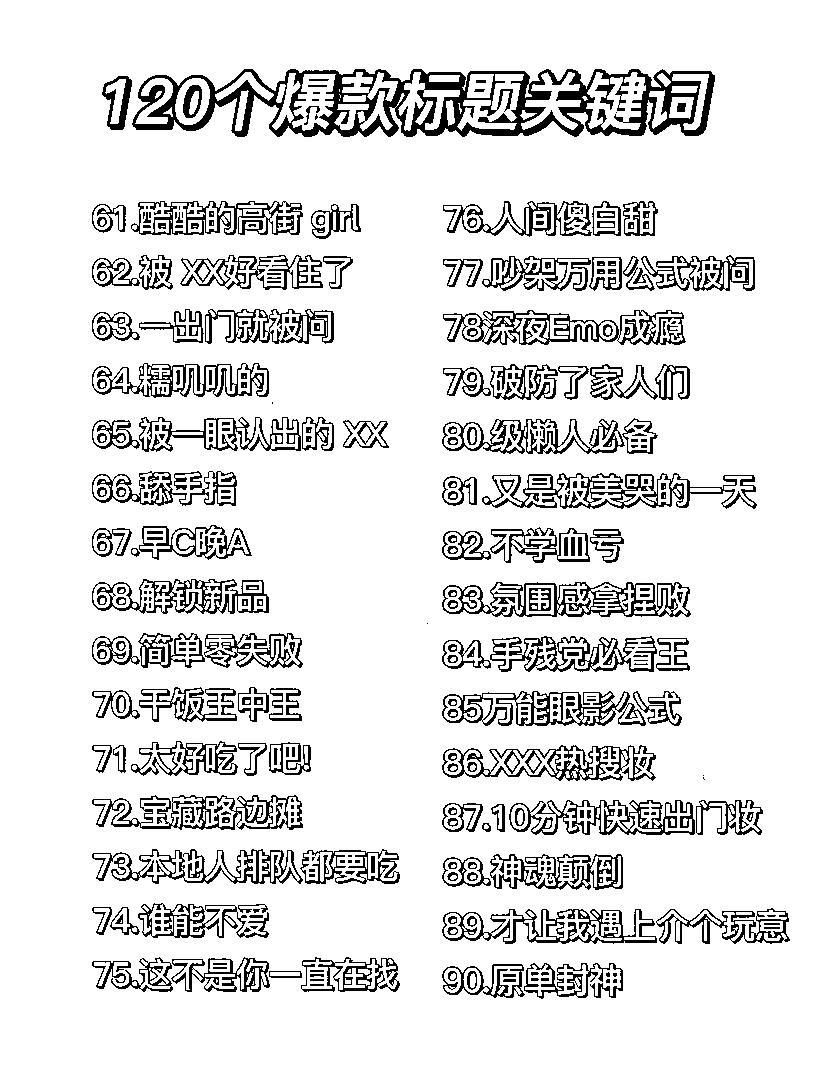 120个爆款标题关键词
61.酷酷的高街 girl
62.被 XX好看住了
63.一出门就被问
64.糯叽叽的
65.被一眼认出的 XX
66.舔手指
67.早C晚A
68.解锁新品
69.简单零失败
70.干饭王中王
71.太好吃了吧!
72.宝藏路边摊
73.本地人排队都要吃
74.谁能不爱
75.这不是你一直在找
76.人间傻白甜
77.吵架万用公式被问
78深夜Emo成瘾
79.破防了家人们
80.级懒人必备
81.又是被美哭的一天
82.不学血亏
83.氛围感拿捏败
84.手残党必看王
85万能眼影公式
86.XXX热搜妆
87.10分钟快速出门妆
88.神魂颠倒
89.才让我遇上介个玩意
90.原单封神